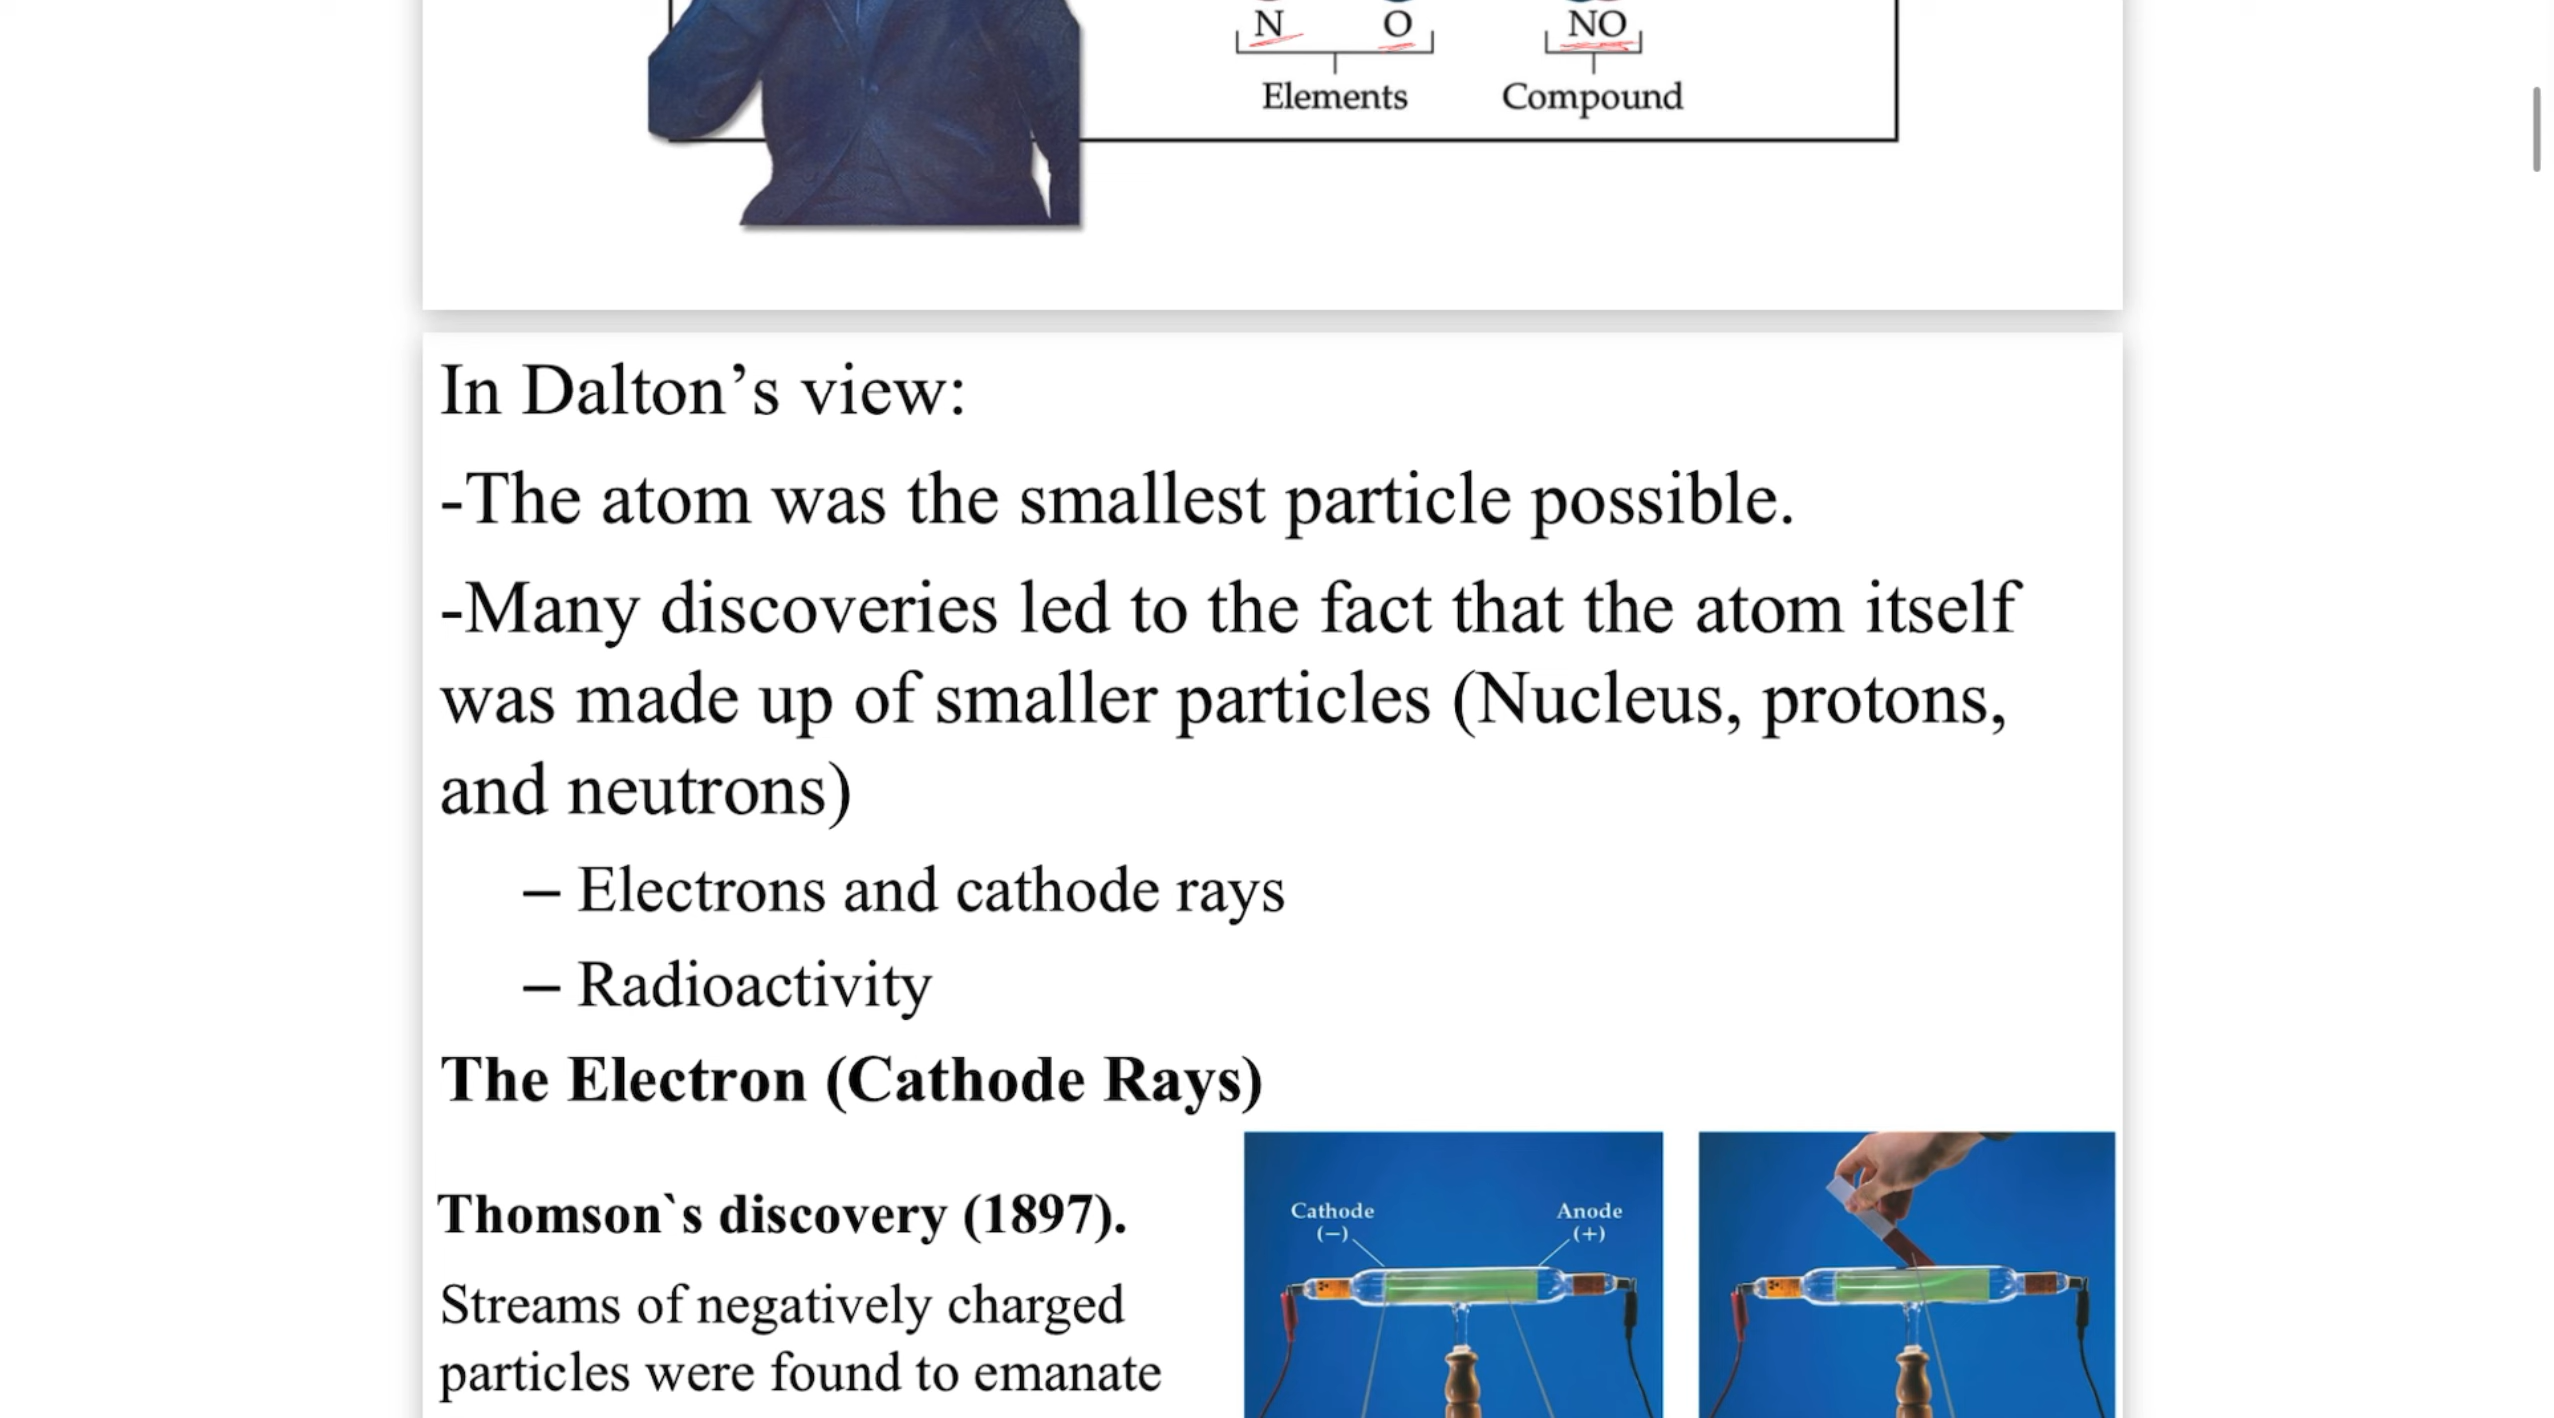 N O NO
Elements Compound
In Dalton’s view:
-The atom was the smallest particle possible.
-Many discoveries led to the fact that the atom itself
was made up of smaller particles (Nucleus, protons,
and neutrons)
– Electrons and cathode rays
– Radioactivity
The Electron (Cathode Rays)
Thomson`s discovery (1897).
Streams of negatively charged
particles were found to emanate
Cathode Anode
(−) (+)